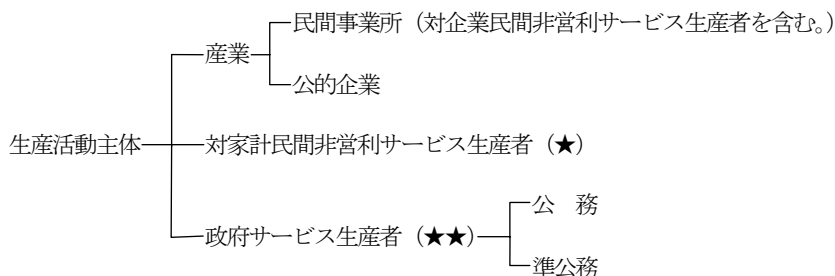 民間事業所（対企業民間非営利サービス生産者を含む。）
産業
公的企業
生産活動主体
対家計民間非営利サービス生産者（★）
公　務
政府サービス生産者（★★）
準公務